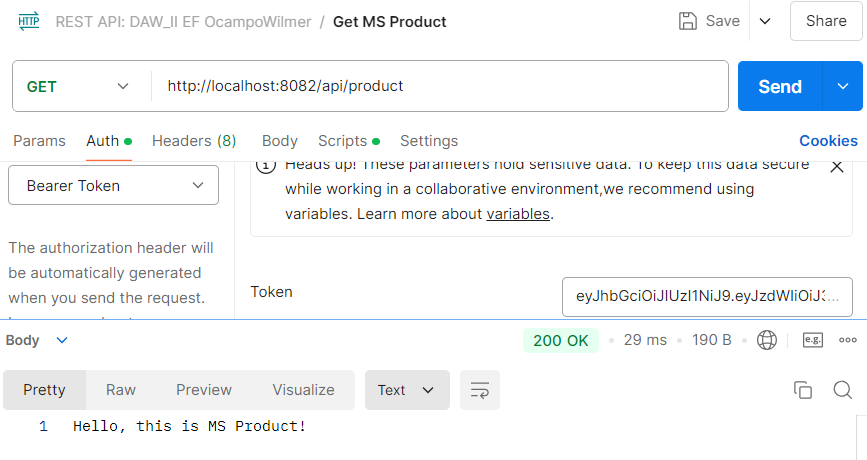 HTTP REST API: DAW_II EF OcampoWilmer / Get MS Product Save Share
GET http://localhost:8082/api/product Send
Params Auth Headers (8) Body Scripts Settings Cookies
Bearer Token
Heads up! These parameters hold sensitive data. To keep this data secure
while working in a collaborative environment,we recommend using
variables. Learn more about variables.
The authorization header will
be automatically generated
when you send the request.
Token eyJhbGciOiJIUzI1NiJ9.eyJzdWIiOiJ3...
Body 200 OK 29 ms 190 B e.g.
Pretty Raw Preview Visualize Text
1 Hello, this is MS Product!